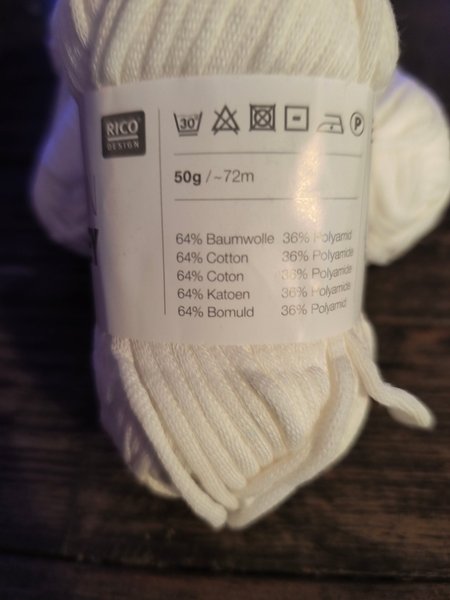 RICO
DESIGN
30°
P
50g / ~72m
64% Baumwolle 36% Polyamid
64% Cotton 36% Polyamide
64% Coton 36% Polyamide
64% Katoen 36% Polyamide
64% Bomuld 36% Polyamid